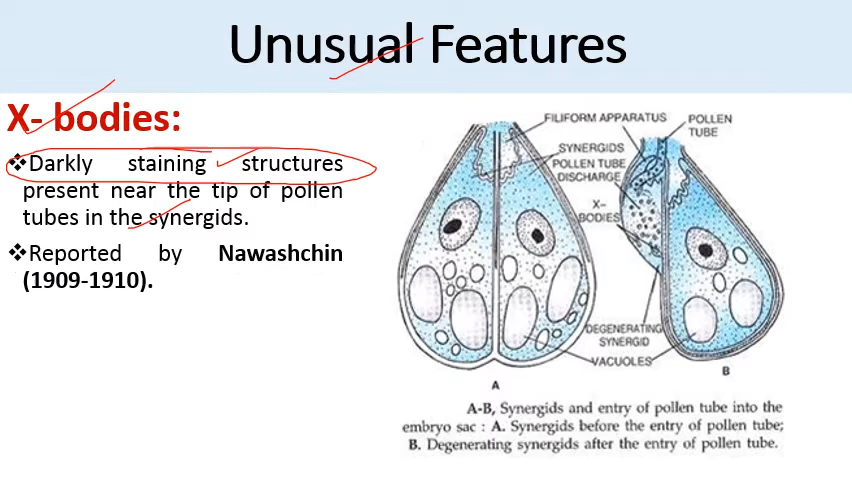 Unusual Features
X- bodies:
❖Darkly staining structures
present near the tip of pollen
tubes in the synergids.
❖Reported by Nawashchin
(1909-1910).
FILIFORM APPARATUS
POLLEN
TUBE
SYNERGIDS
POLLEN TUBE
DISCHARGE
X-
BODIES
DEGENERATING
SYNERGID
VACUOLES
A
B
A-B, Synergids and entry of pollen tube into the
embryo sac : A. Synergids before the entry of pollen tube;
B. Degenerating synergids after the entry of pollen tube.